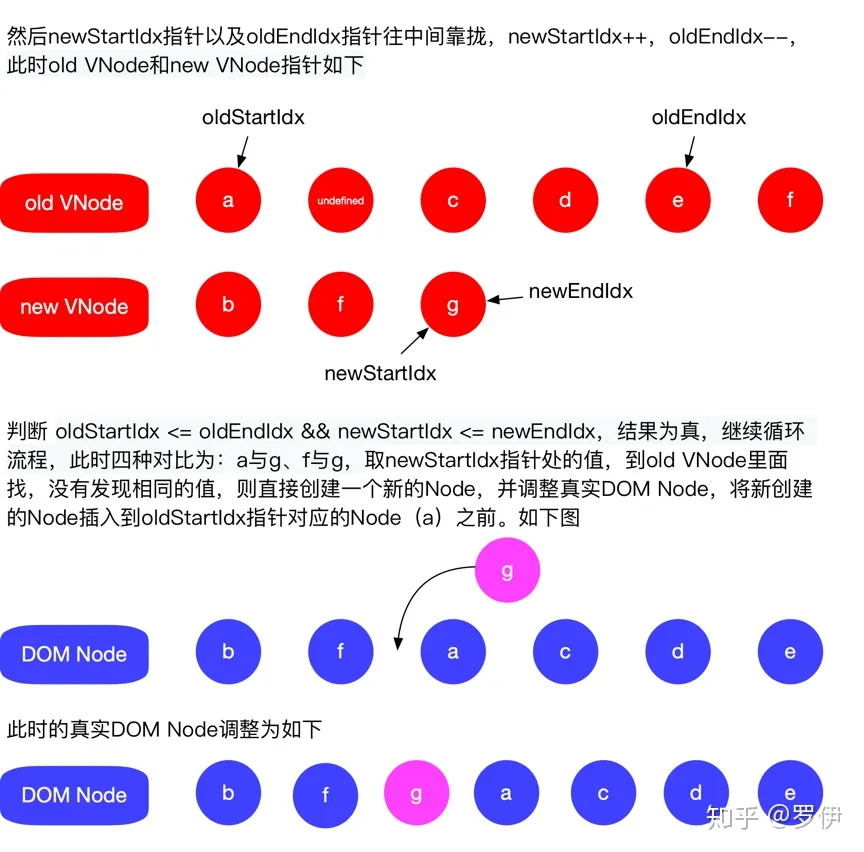 然后newStartIdx指针以及oldEndIdx指针往中间靠拢，newStartIdx++，oldEndIdx--，
此时old VNode和new VNode指针如下
oldStartIdx
oldEndIdx
old VNode a undefined c d e f
new VNode b f g
newEndIdx
newStartIdx
判断 oldStartIdx <= oldEndIdx && newStartIdx <= newEndIdx，结果为真，继续循环
流程，此时四种对比为：a与g、f与g，取newStartIdx指针处的值，到old VNode里面
找，没有发现相同的值，则直接创建一个新的Node，并调整真实DOM Node，将新创建
的Node插入到oldStartIdx指针对应的Node（a）之前。如下图
g
DOM Node b f a c d e
此时的真实DOM Node调整为如下
DOM Node b f g a c d e
知乎 @罗伊